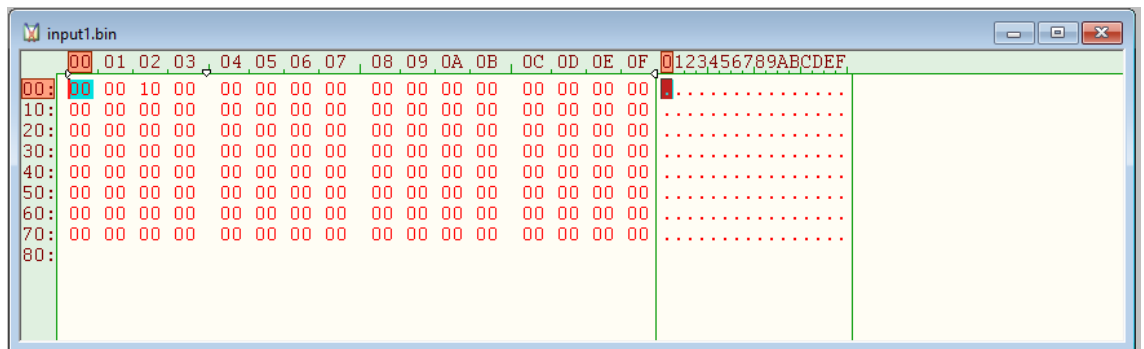 input1.bin
00 01 02 03 04 05 06 07 08 09 0A 0B 0C 0D 0E 0F 0123456789ABCDEF
00: 00 00 10 00 00 00 00 00 00 00 00 00 00 00 00 00 ................
10: 00 00 00 00 00 00 00 00 00 00 00 00 00 00 00 00 ................
20: 00 00 00 00 00 00 00 00 00 00 00 00 00 00 00 00 ................
30: 00 00 00 00 00 00 00 00 00 00 00 00 00 00 00 00 ................
40: 00 00 00 00 00 00 00 00 00 00 00 00 00 00 00 00 ................
50: 00 00 00 00 00 00 00 00 00 00 00 00 00 00 00 00 ................
60: 00 00 00 00 00 00 00 00 00 00 00 00 00 00 00 00 ................
70: 00 00 00 00 00 00 00 00 00 00 00 00 00 00 00 00 ................
80: